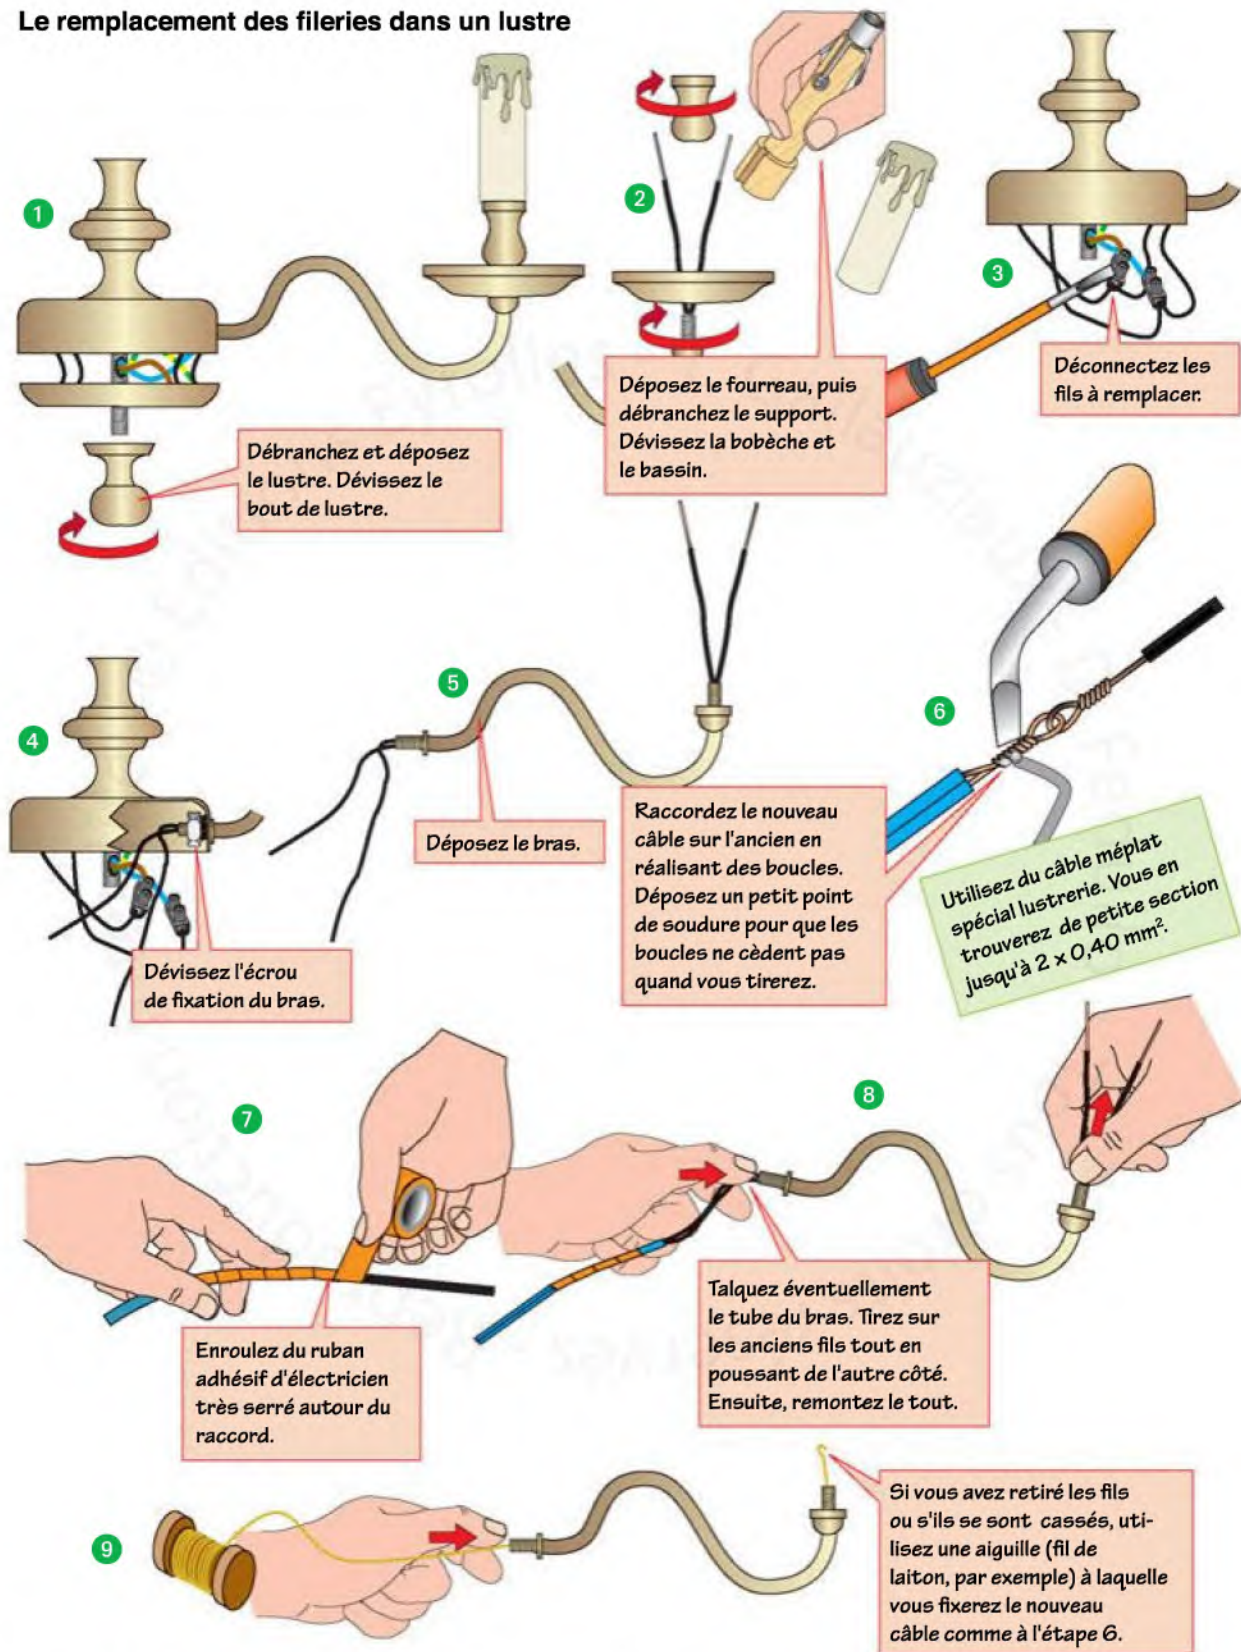 Le remplacement des fileries dans un lustre
1
Débranchez et déposez
le lustre. Dévissez le
bout de lustre.
2
Déposez le fourreau, puis
débranchez le support.
Dévissez la bobèche et
le bassin.
3
Déconnectez les
fils à remplacer.
4
Dévissez l'écrou
de fixation du bras.
5
Déposez le bras.
6
Raccordez le nouveau
câble sur l'ancien en
réalisant des boucles.
Déposez un petit point
de soudure pour que les
boucles ne cèdent pas
quand vous tirerez.
Utilisez du câble méplat
spécial lustrerie. Vous en
trouverez de petite section
jusqu'à 2 x 0,40 mm².
7
Enroulez du ruban
adhésif d'électricien
très serré autour du
raccord.
8
Talquez éventuellement
le tube du bras. Tirez sur
les anciens fils tout en
poussant de l'autre côté.
Ensuite, remontez le tout.
9
Si vous avez retiré les fils
ou s'ils se sont cassés, uti-
lisez une aiguille (fil de
laiton, par exemple) à laquelle
vous fixerez le nouveau
câble comme à l'étape 6.